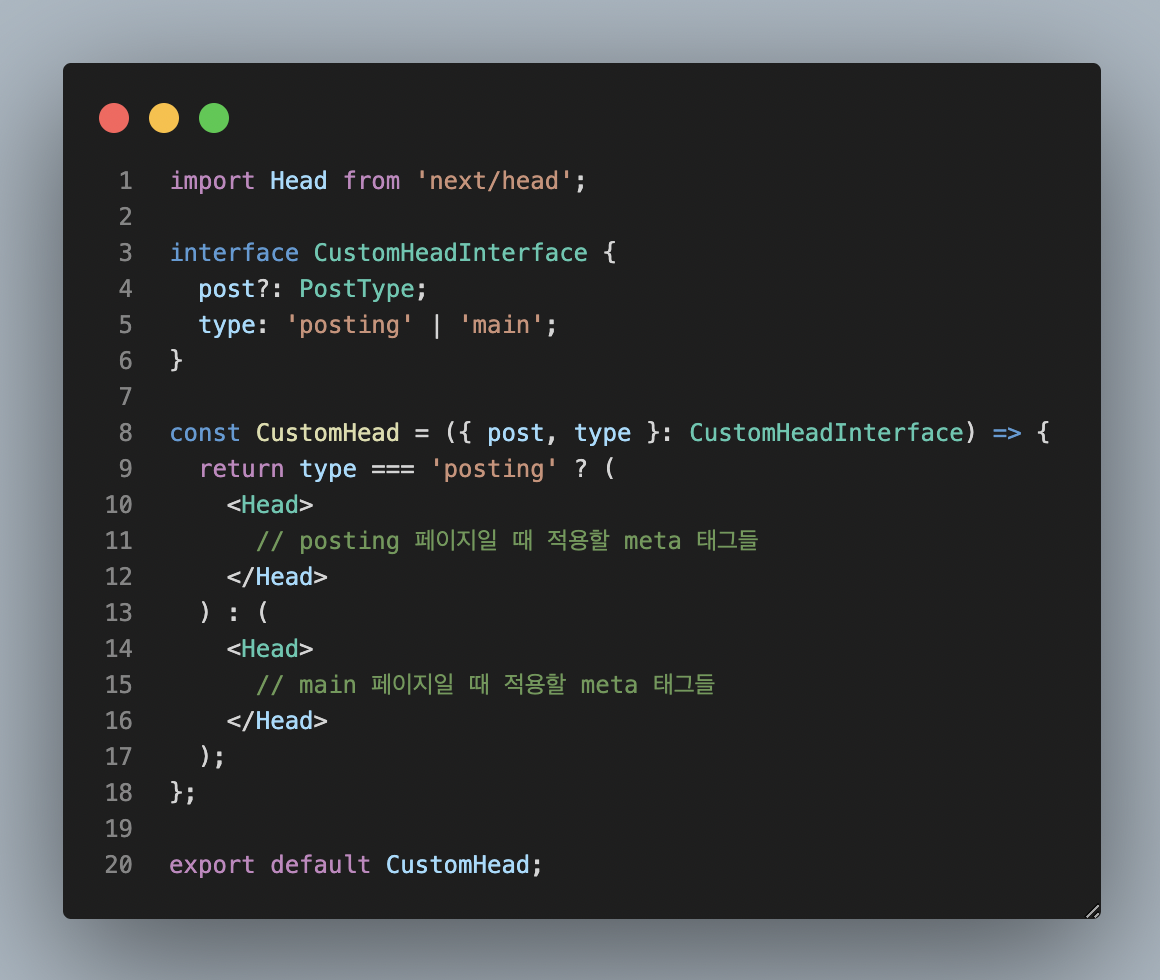 1 import Head from 'next/head';
2
3 interface CustomHeadInterface {
4 post?: PostType;
5 type: 'posting' | 'main';
6 }
7
8 const CustomHead = ({ post, type }: CustomHeadInterface) => {
9 return type === 'posting' ? (
10 <Head>
11 // posting 페이지일 때 적용할 meta 태그들
12 </Head>
13 ) : (
14 <Head>
15 // main 페이지일 때 적용할 meta 태그들
16 </Head>
17 );
18 };
19
20 export default CustomHead;